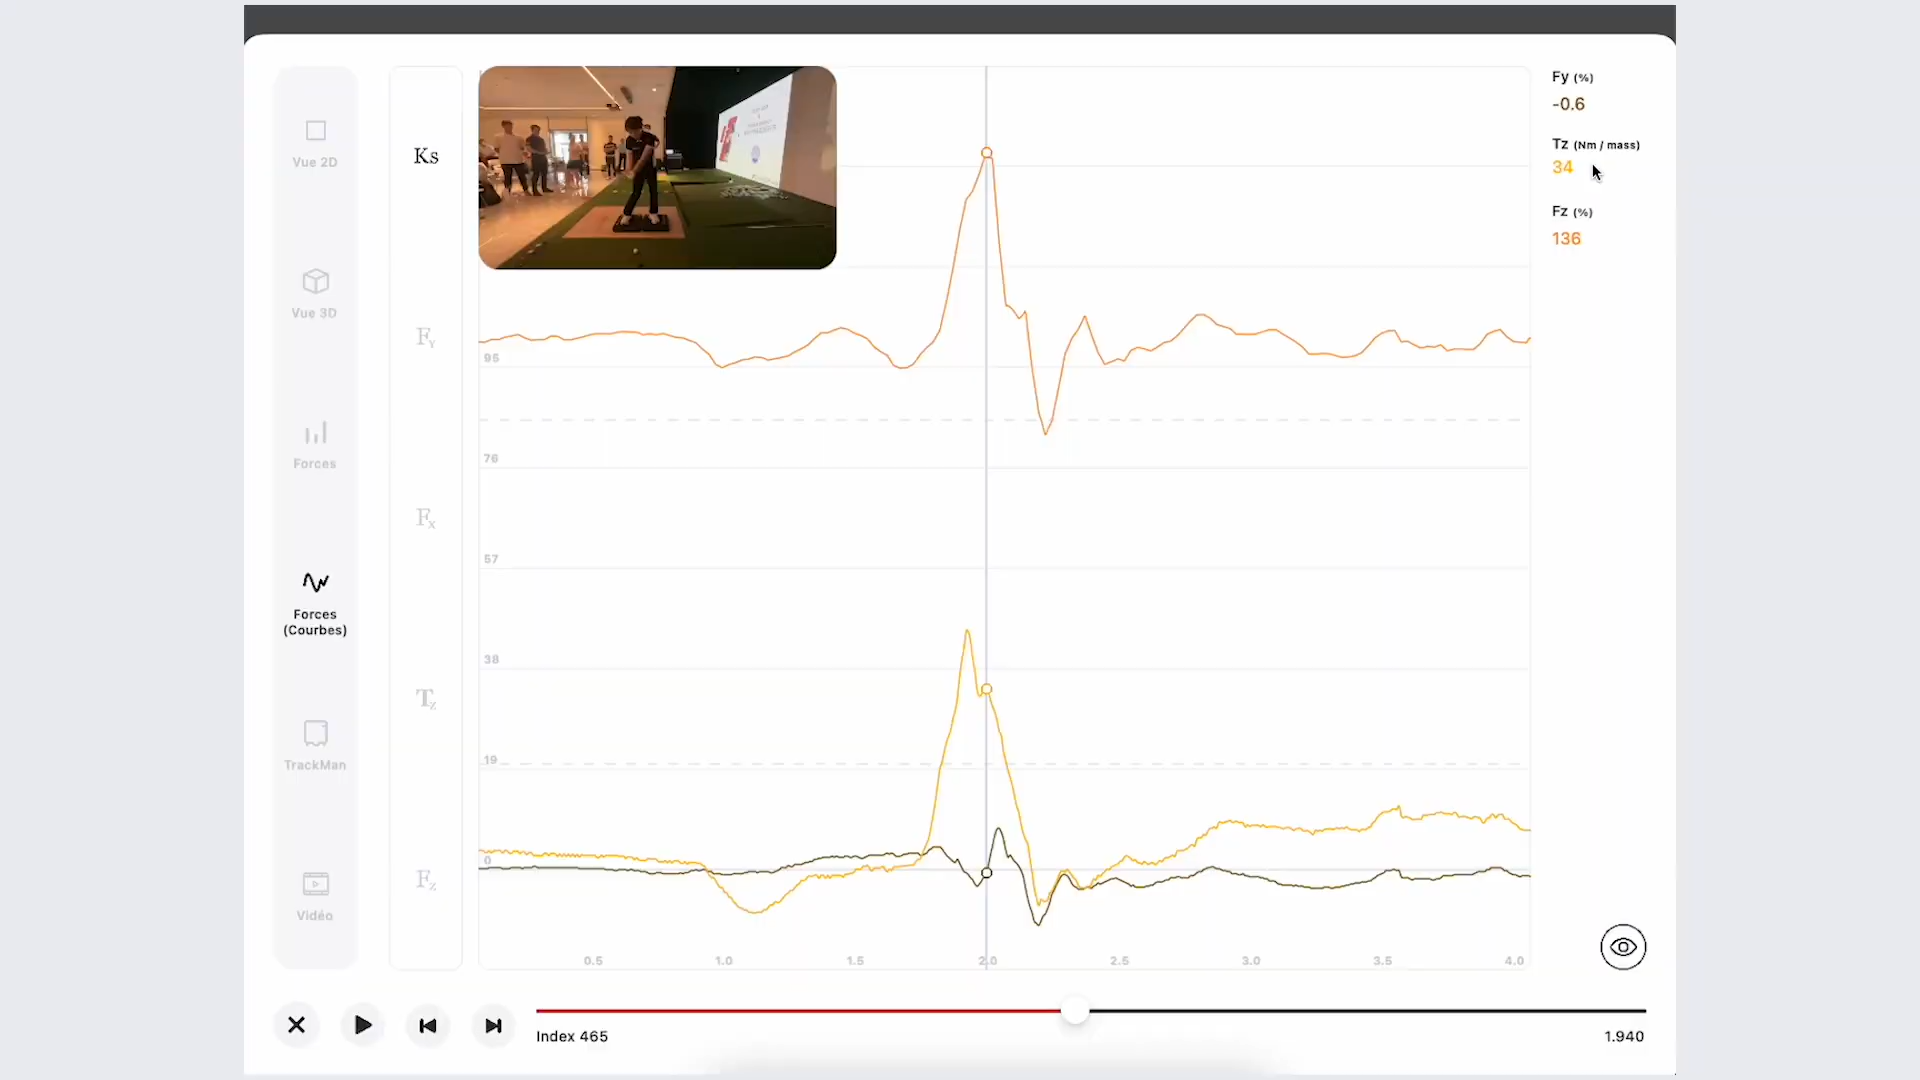 Vue 2D
Vue 3D
Forces
Forces
(Courbes)
TrackMan
Vidéo
Ks
Fy
Fx
Tz
Fz
95
76
57
38
19
0
0.5
1.0
1.5
2.0
2.5
3.0
3.5
4.0
Fy (%)
-0.6
Tz (Nm / mass)
34
Fz (%)
136
Index 465
1.940